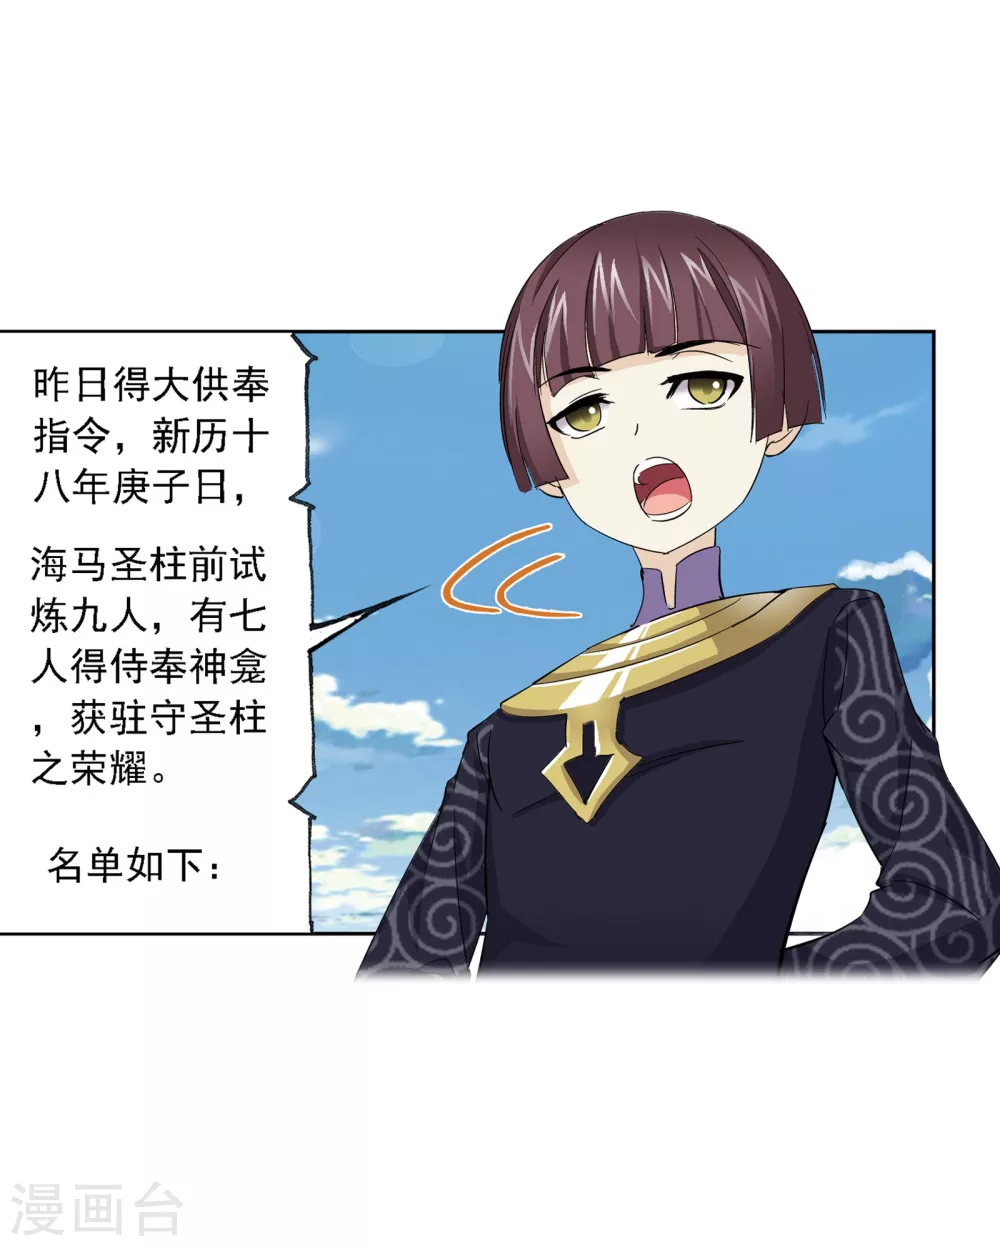 昨日得大供奉
指令，新历十
八年庚子日，
海马圣柱前试
炼九人，有七
人得侍奉神龛
，获驻守圣柱
之荣耀。
名单如下：
漫画台